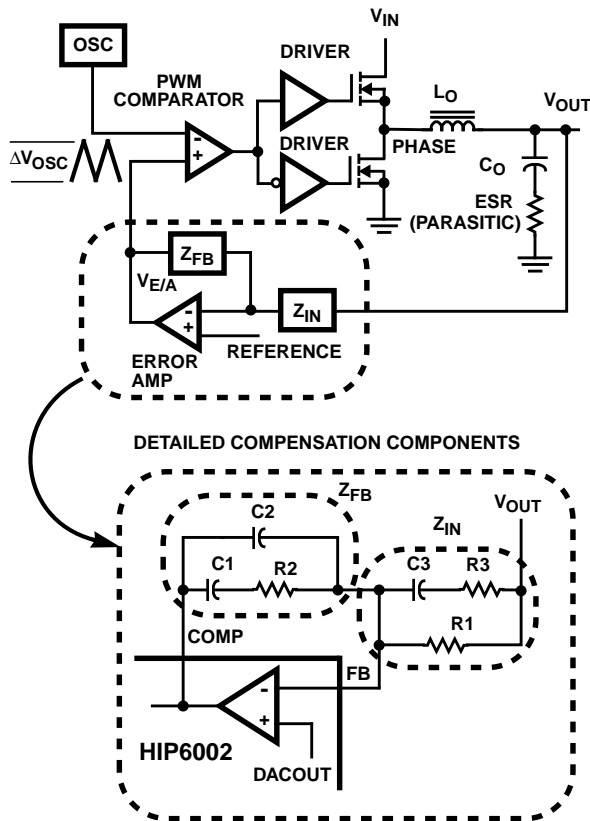 V_IN
OSC
DRIVER
PWM
COMPARATOR
L_O
V_OUT
-
+
DRIVER
PHASE
ΔV_OSC
C_O
ESR
(PARASITIC)
Z_FB
V_E/A
-
+
Z_IN
REFERENCE
ERROR
AMP
DETAILED COMPENSATION COMPONENTS
Z_FB
V_OUT
C2
Z_IN
C1
R2
C3
R3
COMP
R1
FB
-
+
HIP6002
DACOUT